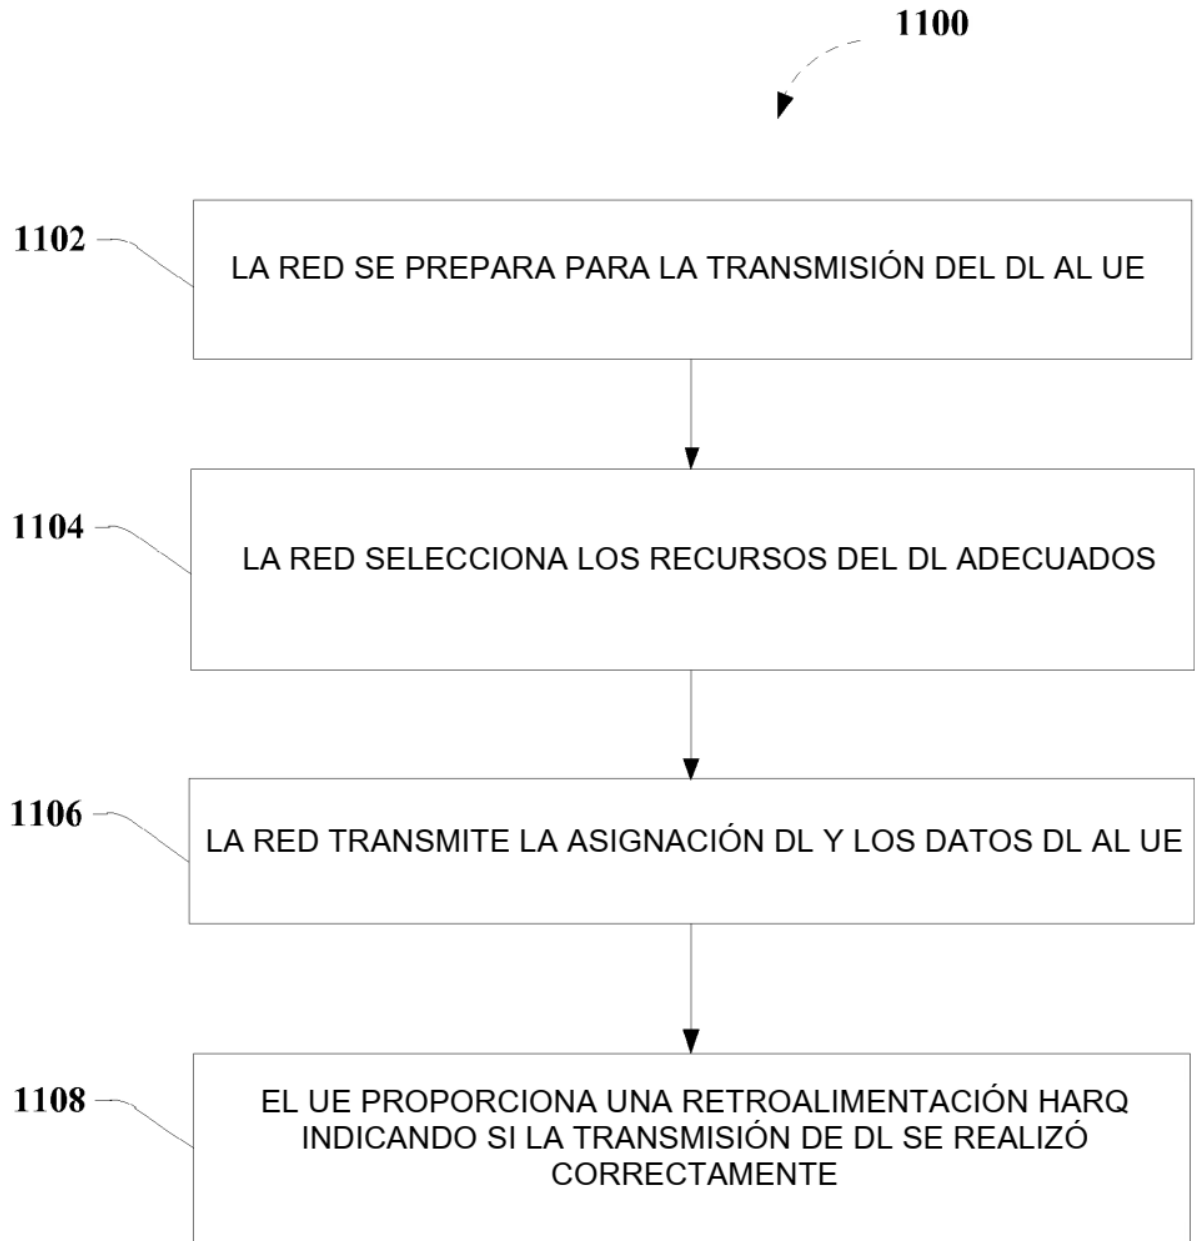 1100
1102
LA RED SE PREPARA PARA LA TRANSMISIÓN DEL DL AL UE
1104
LA RED SELECCIONA LOS RECURSOS DEL DL ADECUADOS
1106
LA RED TRANSMITE LA ASIGNACIÓN DL Y LOS DATOS DL AL UE
1108
EL UE PROPORCIONA UNA RETROALIMENTACIÓN HARQ
INDICANDO SI LA TRANSMISIÓN DE DL SE REALIZÓ
CORRECTAMENTE